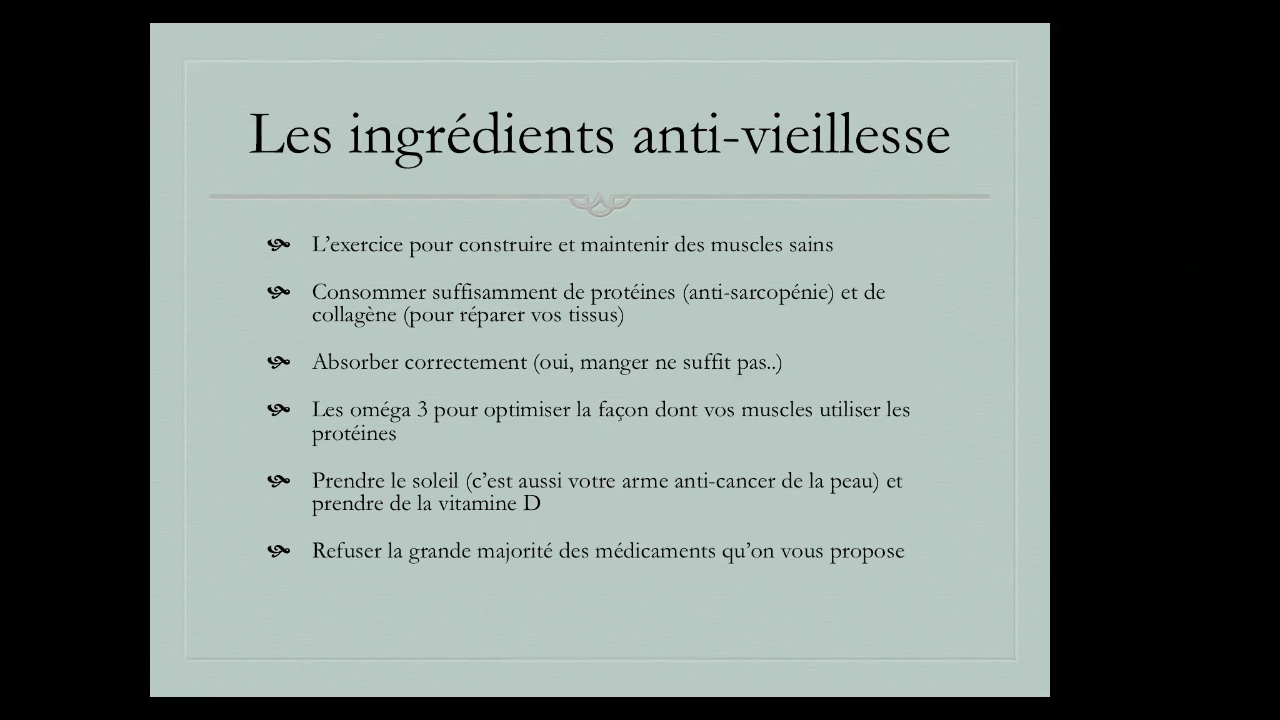 Les ingrédients anti-vieillesse
L’exercice pour construire et maintenir des muscles sains
Consommer suffisamment de protéines (anti-sarcopénie) et de
collagène (pour réparer vos tissus)
Absorber correctement (oui, manger ne suffit pas..)
Les oméga 3 pour optimiser la façon dont vos muscles utiliser les
protéines
Prendre le soleil (c’est aussi votre arme anti-cancer de la peau) et
prendre de la vitamine D
Refuser la grande majorité des médicaments qu’on vous propose